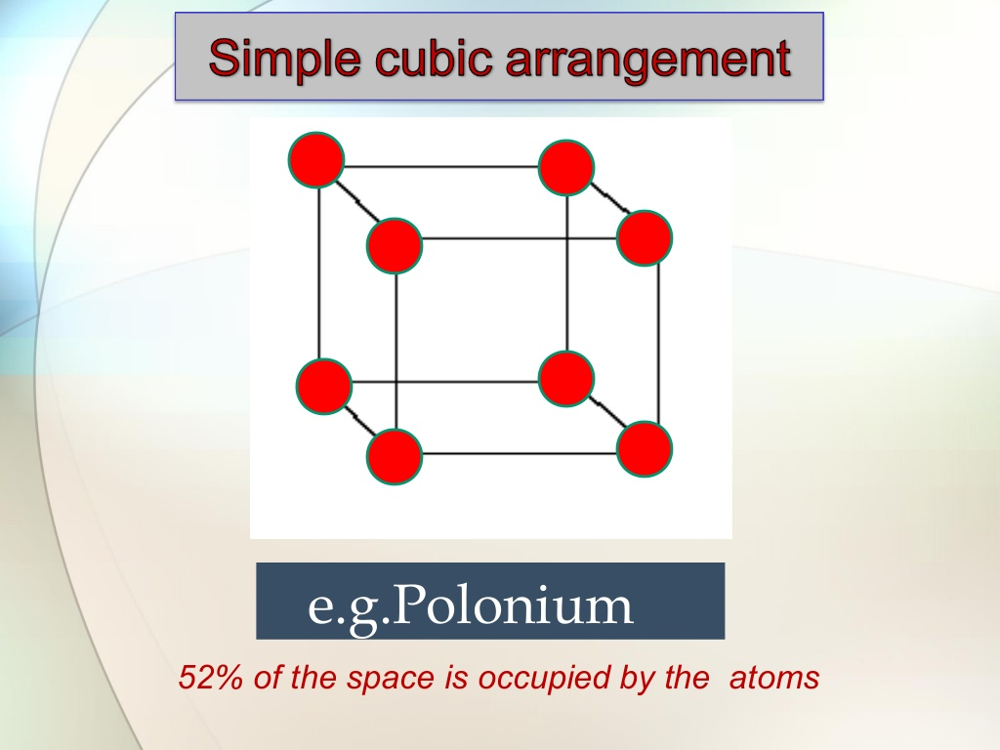 Simple cubic arrangement
e.g.Polonium
52% of the space is occupied by the  atoms